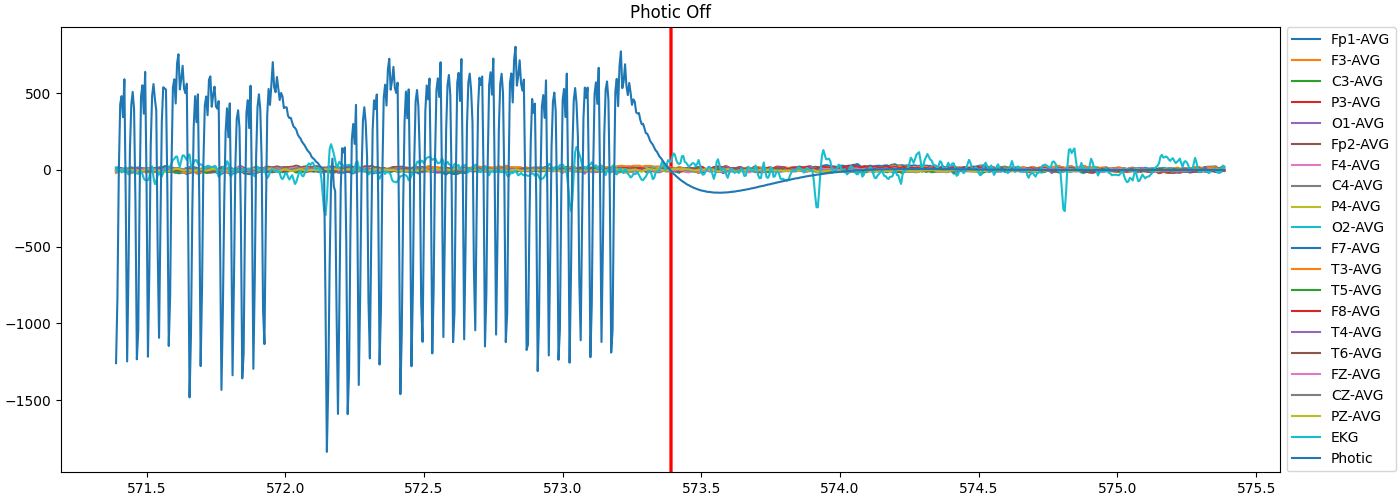 Photic Off
500
0
−500
−1000
−1500
571.5 572.0 572.5 573.0 573.5 574.0 574.5 575.0 575.5
Fp1-AVG
F3-AVG
C3-AVG
P3-AVG
O1-AVG
Fp2-AVG
F4-AVG
C4-AVG
P4-AVG
O2-AVG
F7-AVG
T3-AVG
T5-AVG
F8-AVG
T4-AVG
T6-AVG
FZ-AVG
CZ-AVG
PZ-AVG
EKG
Photic